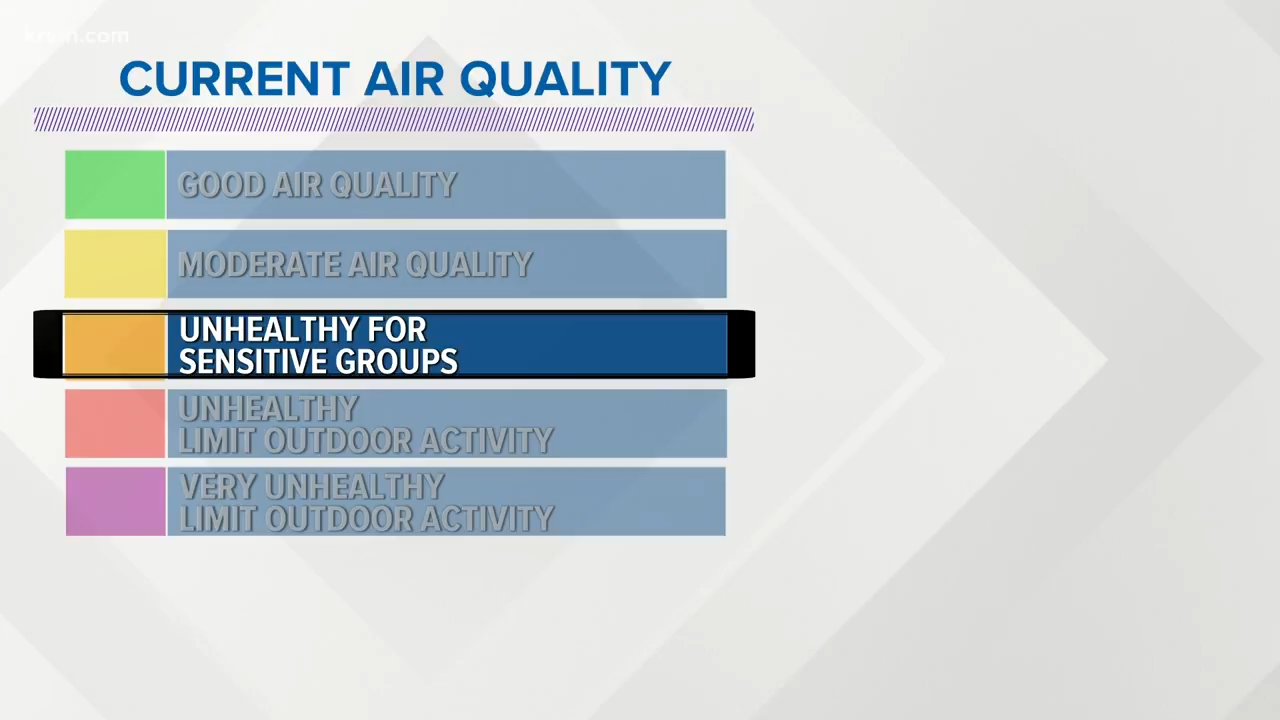 krem.com
CURRENT AIR QUALITY
GOOD AIR QUALITY
MODERATE AIR QUALITY
UNHEALTHY FOR
SENSITIVE GROUPS
UNHEALTHY
LIMIT OUTDOOR ACTIVITY
VERY UNHEALTHY
LIMIT OUTDOOR ACTIVITY